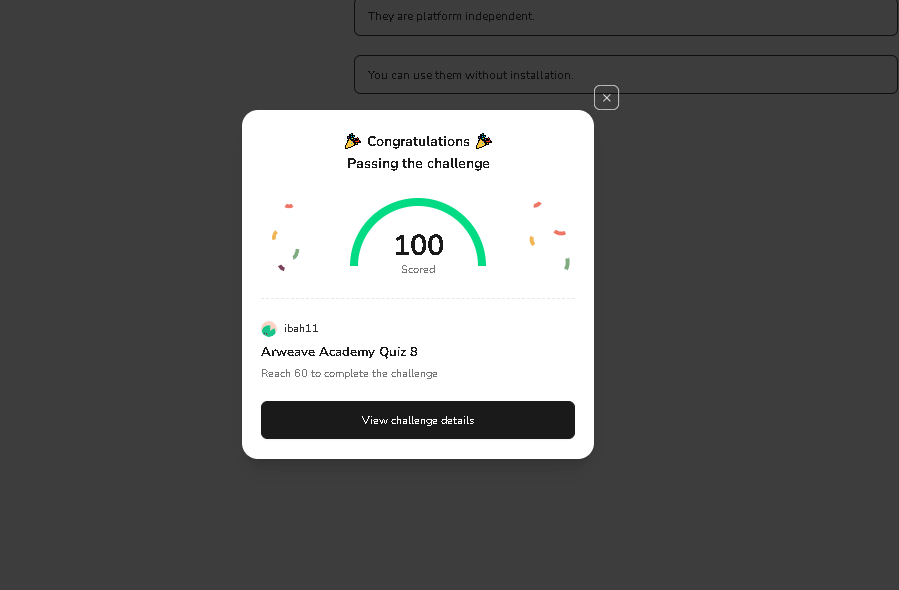 They are platform independent.
You can use them without installation.
Congratulations
Passing the challenge
100
Scored
ibah11
Arweave Academy Quiz 8
Reach 60 to complete the challenge
View challenge details